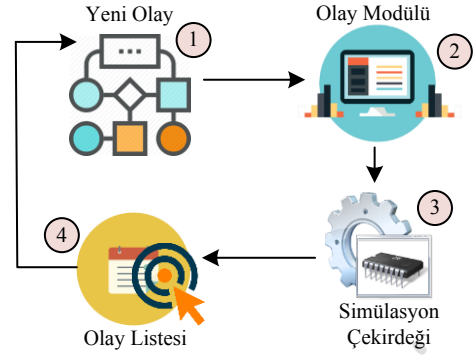 Yeni Olay
1
Olay Modülü
2
3
Simülasyon
Çekirdeği
4
Olay Listesi